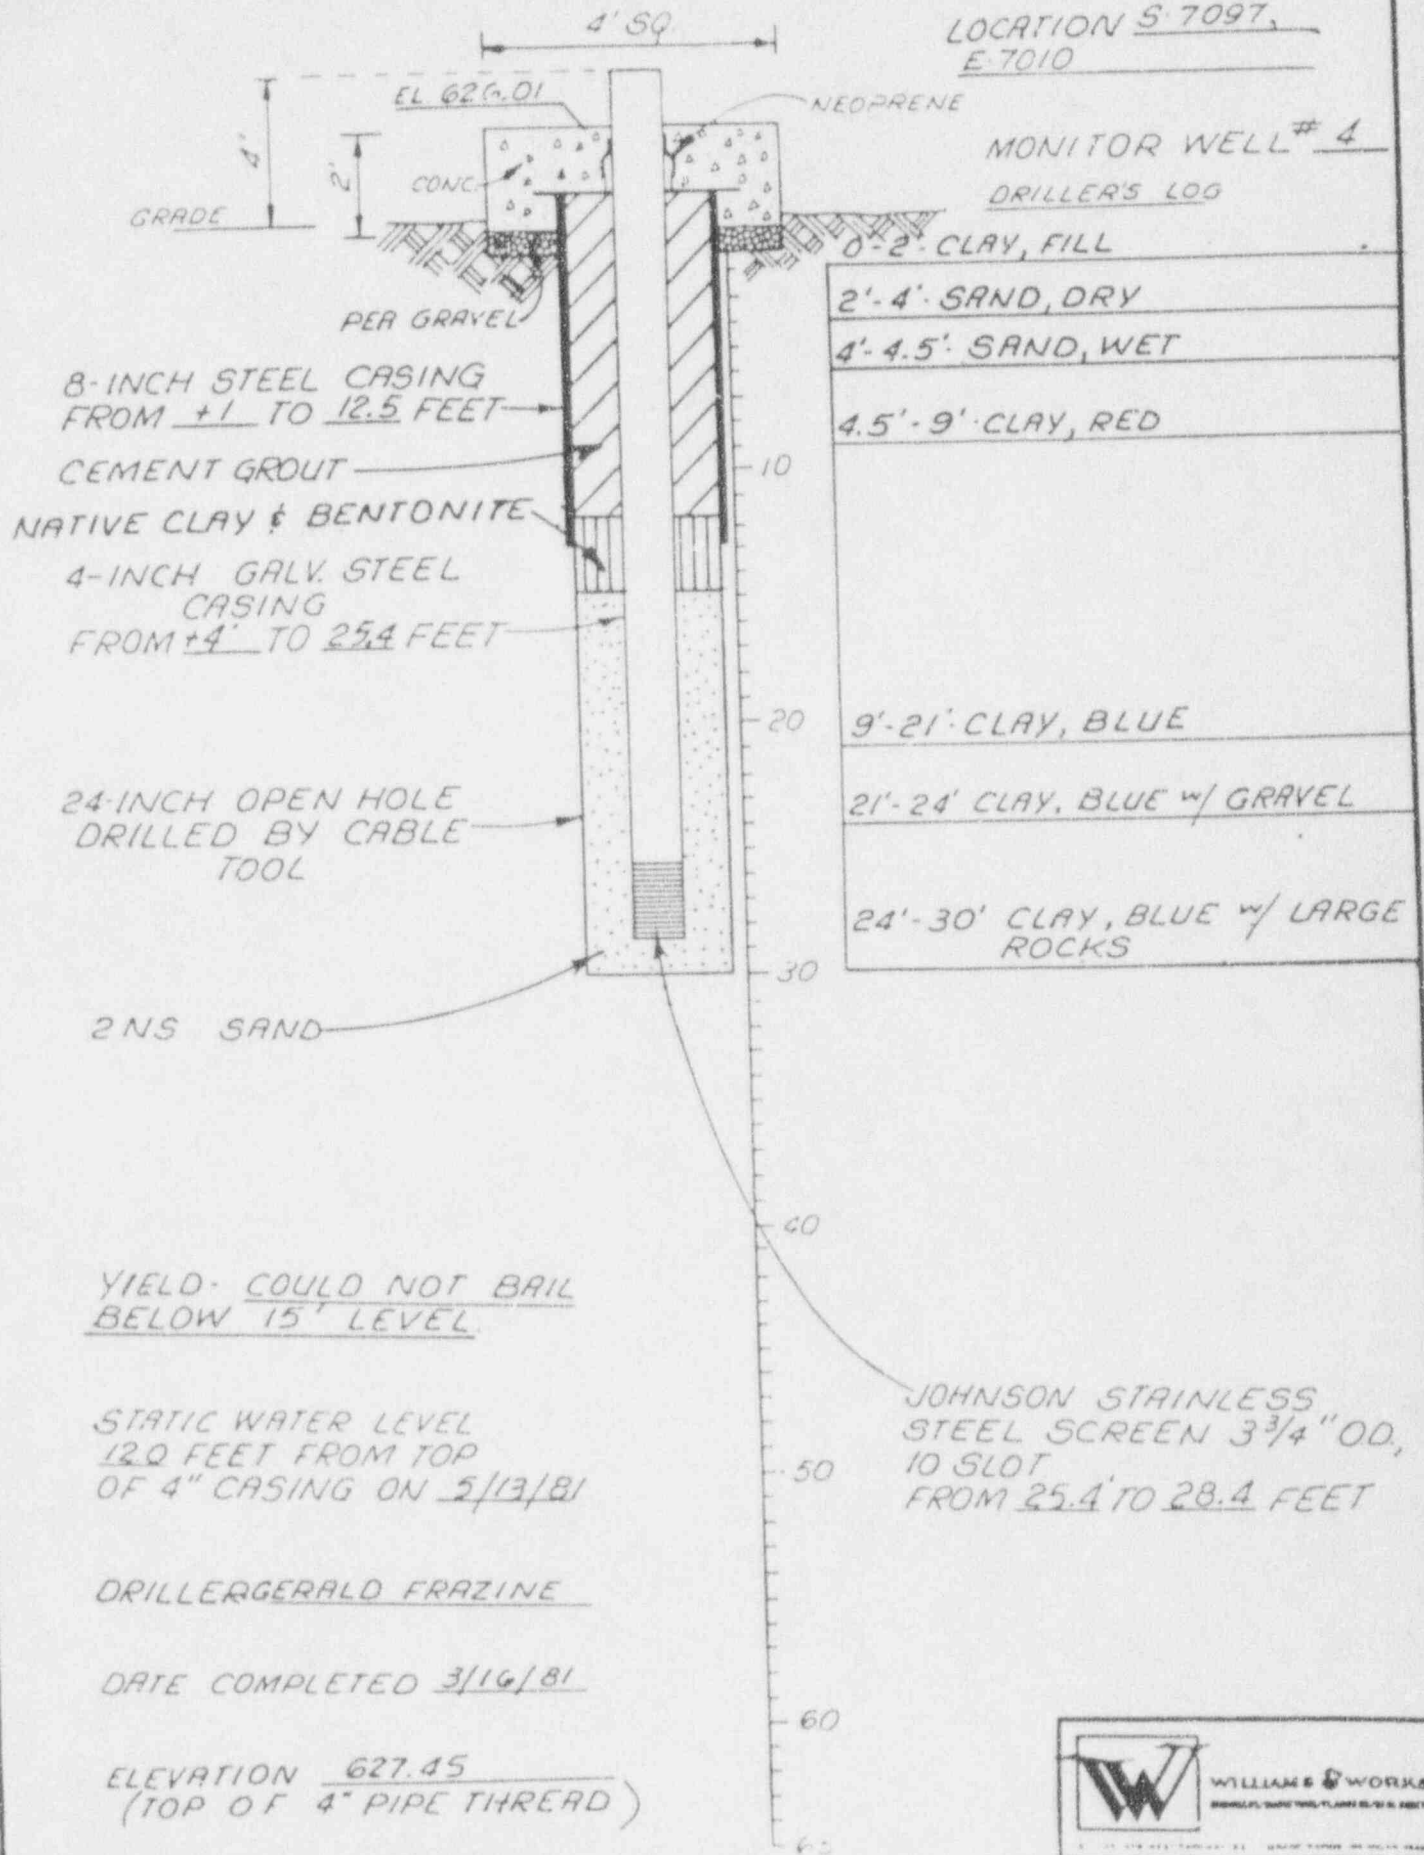 4' SQ.
LOCATION S-7097,
E-7010
EL 626.01
NEOPRENE
4"
2'
CONC.
MONITOR WELL # 4
DRILLER'S LOG
GRADE
0-2'- CLAY, FILL
2'-4'- SAND, DRY
4'-4.5'- SAND, WET
4.5'-9'- CLAY, RED
PEA GRAVEL
8-INCH STEEL CASING
FROM +1 TO 12.5 FEET
CEMENT GROUT
10
NATIVE CLAY & BENTONITE
4-INCH GALV. STEEL
CASING
FROM +4' TO 25.4 FEET
20
9'-21'- CLAY, BLUE
24-INCH OPEN HOLE
DRILLED BY CABLE
TOOL
21'-24' CLAY, BLUE w/ GRAVEL
24'-30' CLAY, BLUE w/ LARGE
ROCKS
30
2NS SAND
40
YIELD- COULD NOT BAIL
BELOW 15' LEVEL
STATIC WATER LEVEL
12.0 FEET FROM TOP
OF 4" CASING ON 5/13/81
50
JOHNSON STAINLESS
STEEL SCREEN 3 3/4" O.D.,
10 SLOT
FROM 25.4' TO 28.4 FEET
DRILLER GERALD FRAZINE
DATE COMPLETED 3/16/81
60
ELEVATION 627.45
(TOP OF 4" PIPE THREAD)
W
WILLIAMS & WORKS